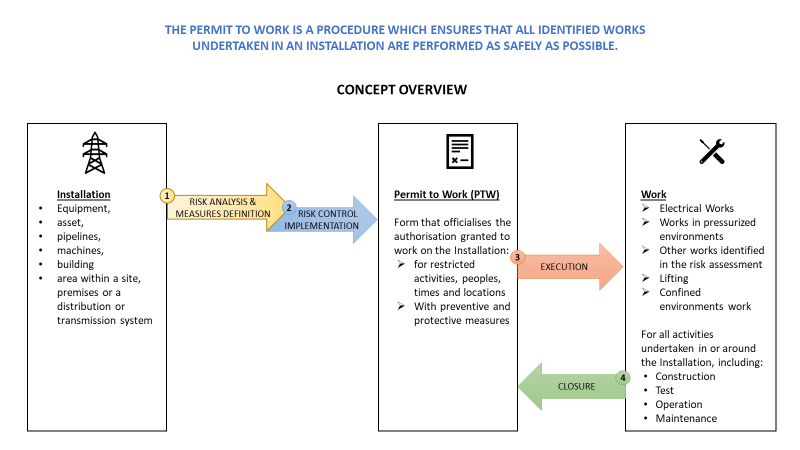 THE PERMIT TO WORK IS A PROCEDURE WHICH ENSURES THAT ALL IDENTIFIED WORKS
UNDERTAKEN IN AN INSTALLATION ARE PERFORMED AS SAFELY AS POSSIBLE.
CONCEPT OVERVIEW
Installation
• Equipment,
• asset,
• pipelines,
• machines,
• building
• area within a site,
premises or a
distribution or
transmission system
1
RISK ANALYSIS &
MEASURES DEFINITION
2
RISK CONTROL
IMPLEMENTATION
Permit to Work (PTW)
Form that officialises the
authorisation granted to
work on the Installation:
➢ for restricted
activities, peoples,
times and locations
➢ With preventive and
protective measures
3
EXECUTION
Work
➢ Electrical Works
➢ Works in pressurized
environments
➢ Other works identified
in the risk assessment
➢ Lifting
➢ Confined
environments work
For all activities
undertaken in or around
the Installation, including:
• Construction
• Test
• Operation
• Maintenance
4
CLOSURE